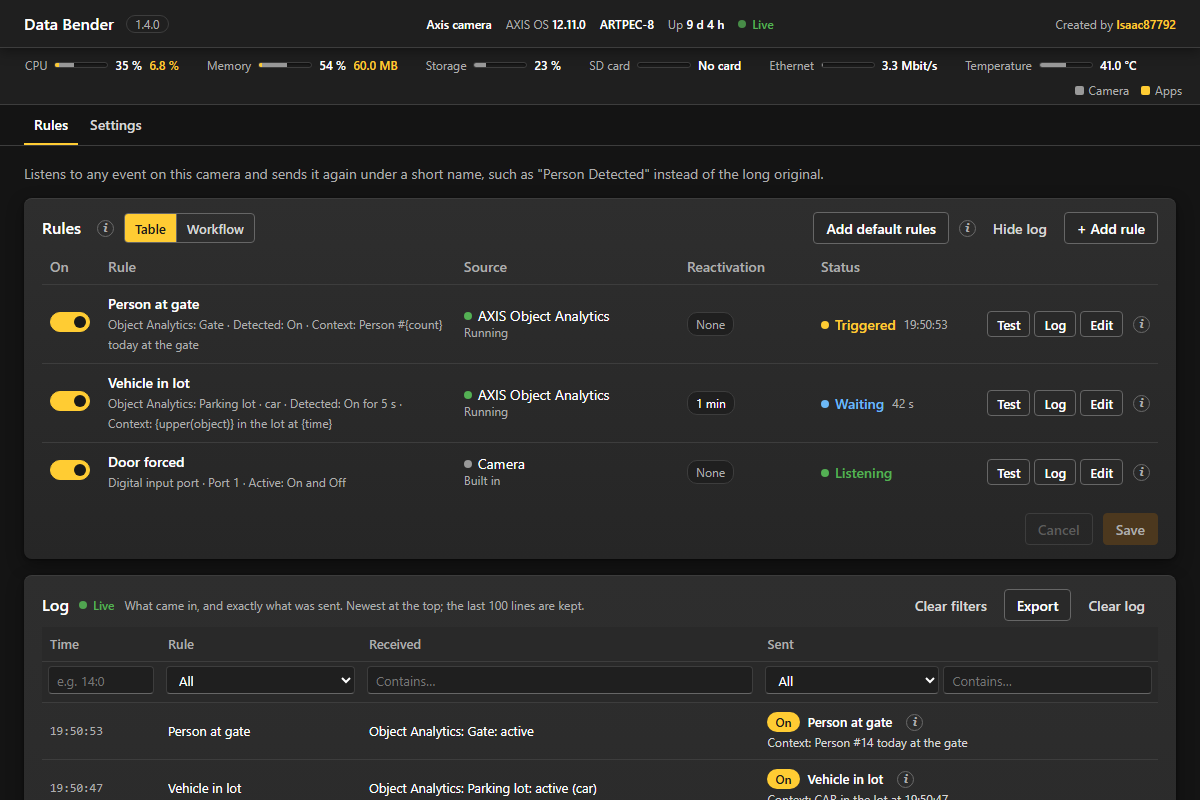 Data Bender 1.4.0 Axis camera AXIS OS 12.11.0 ARTPEC-8 Up 9 d 4 h Live Created by Isaac87792
CPU 35 % 6.8 % Memory 54 % 60.0 MB Storage 23 % SD card No card Ethernet 3.3 Mbit/s Temperature 41.0 °C
Camera Apps
Rules Settings
Listens to any event on this camera and sends it again under a short name, such as "Person Detected" instead of the long original.
Rules i Table Workflow Add default rules i Hide log + Add rule
On Rule Source Reactivation Status
Person at gate
Object Analytics: Gate · Detected: On · Context: Person #{count}
today at the gate
AXIS Object Analytics
Running
None
Triggered 19:50:53
Test Log Edit i
Vehicle in lot
Object Analytics: Parking lot · car · Detected: On for 5 s ·
Context: {upper(object)} in the lot at {time}
AXIS Object Analytics
Running
1 min
Waiting 42 s
Test Log Edit i
Door forced
Digital input port · Port 1 · Active: On and Off
Camera
Built in
None
Listening
Test Log Edit i
Cancel Save
Log Live What came in, and exactly what was sent. Newest at the top; the last 100 lines are kept. Clear filters Export Clear log
Time Rule Received Sent
e.g. 14:0 All Contains... All Contains...
19:50:53 Person at gate Object Analytics: Gate: active On Person at gate i
Context: Person #14 today at the gate
19:50:47 Vehicle in lot Object Analytics: Parking lot: active (car) On Vehicle in lot i
Context: CAR in the lot at 19:50:47